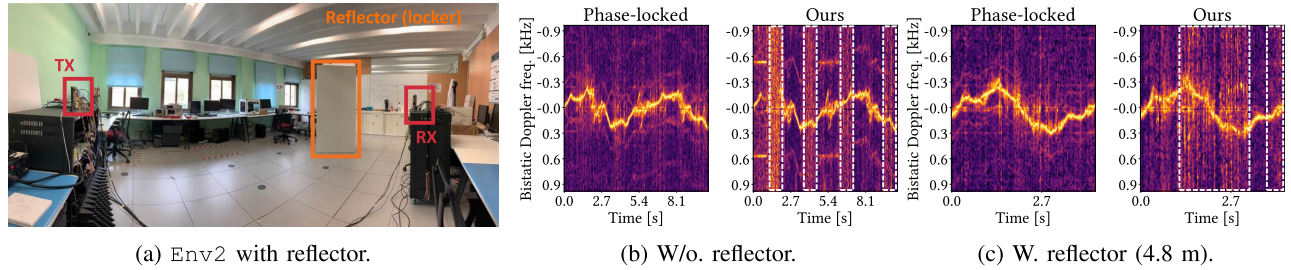 Reflector (locker)
TX
RX
(a) Env2 with reflector.
Phase-locked
Ours
Bistatic Doppler freq. [kHz]
-0.9
-0.6
-0.3
-0.0
0.3
0.6
0.9
0.0 2.7 5.4 8.1
Time [s]
-0.9
-0.6
-0.3
-0.0
0.3
0.6
0.9
0.0 2.7 5.4 8.1
Time [s]
(b) W/o. reflector.
Phase-locked
Ours
Bistatic Doppler freq. [kHz]
-0.9
-0.6
-0.3
-0.0
0.3
0.6
0.9
0.0 2.7
Time [s]
Bistatic Doppler freq. [kHz]
-0.9
-0.6
-0.3
-0.0
0.3
0.6
0.9
0.0 2.7
Time [s]
(c) W. reflector (4.8 m).